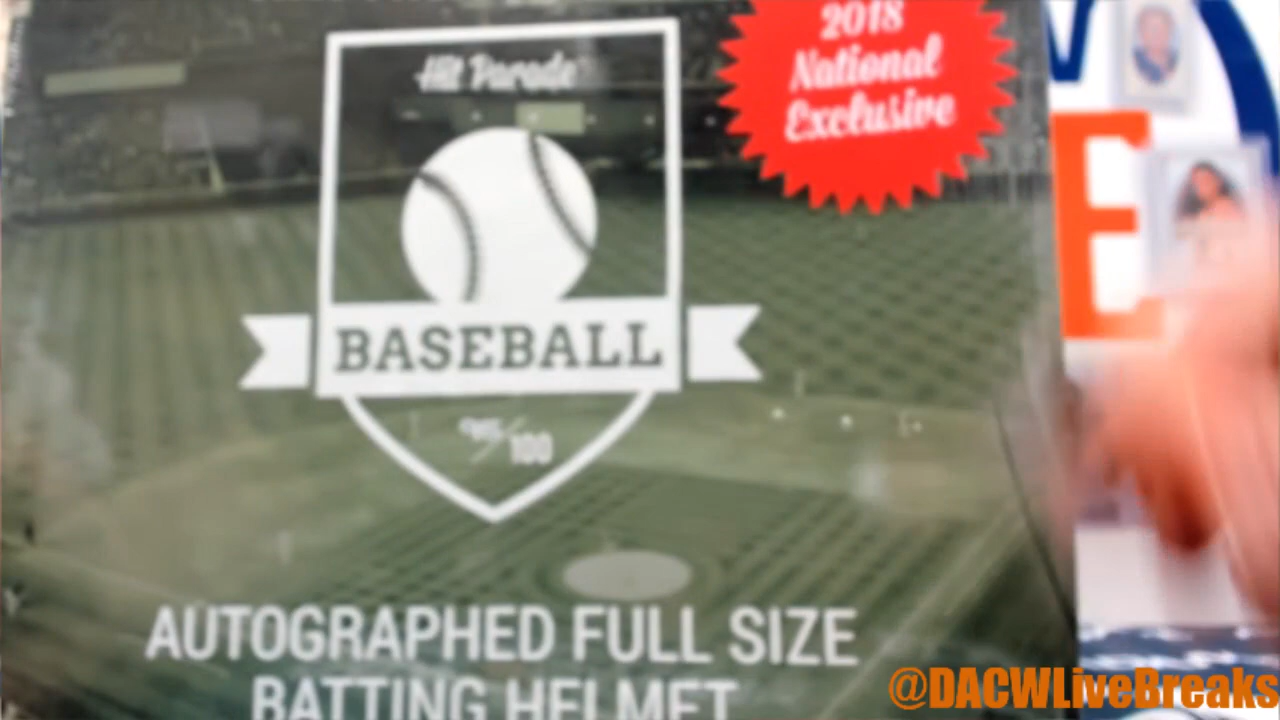 Hit Parade
2018
National
Exclusive
BASEBALL
/100
AUTOGRAPHED FULL SIZE
BATTING HELMET
@DACWLiveBreaks